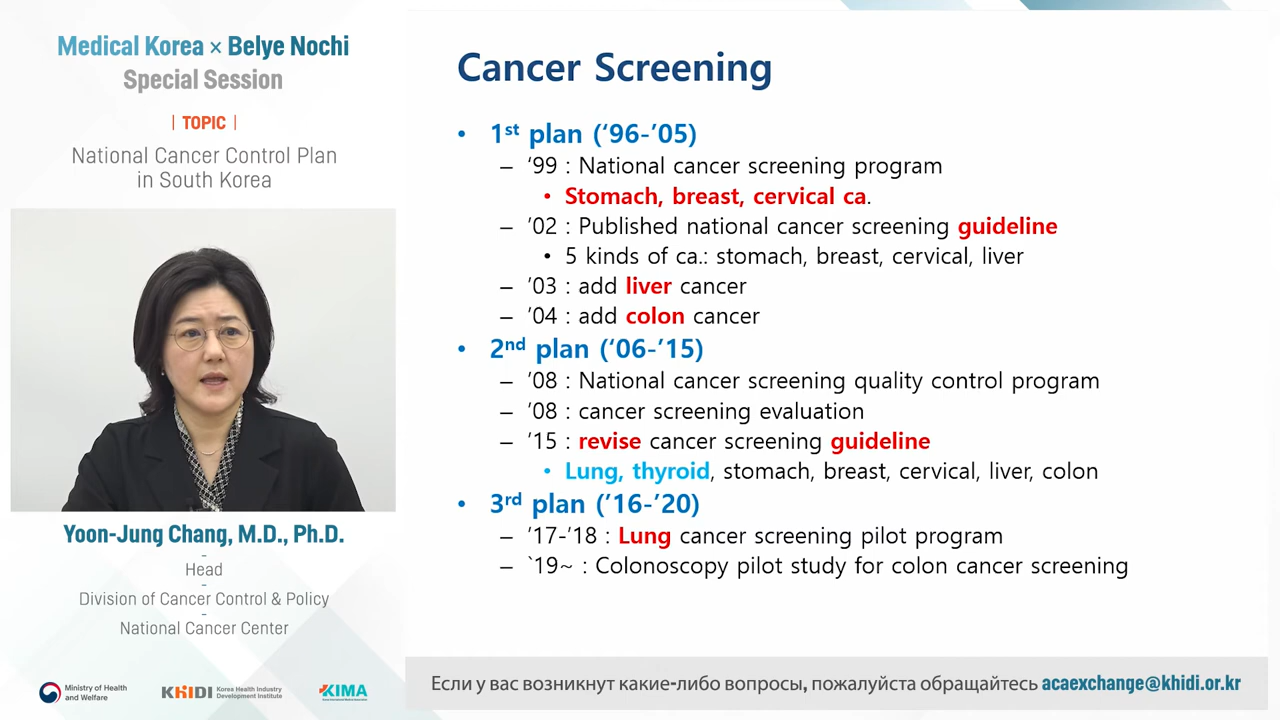 Medical Korea × Belye Nochi
Special Session
| TOPIC |
National Cancer Control Plan
in South Korea
Yoon-Jung Chang, M.D., Ph.D.
-
Head
-
Division of Cancer Control & Policy
-
National Cancer Center
Ministry of Health
and Welfare
KHIDI Korea Health Industry
Development Institute
KIMA
Cancer Screening
• 1st plan (‘96-’05)
– ‘99 : National cancer screening program
• Stomach, breast, cervical ca.
– ’02 : Published national cancer screening guideline
• 5 kinds of ca.: stomach, breast, cervical, liver
– ’03 : add liver cancer
– ’04 : add colon cancer
• 2nd plan (‘06-’15)
– ’08 : National cancer screening quality control program
– ’08 : cancer screening evaluation
– ’15 : revise cancer screening guideline
• Lung, thyroid, stomach, breast, cervical, liver, colon
• 3rd plan (’16-’20)
– ’17-’18 : Lung cancer screening pilot program
– `19~ : Colonoscopy pilot study for colon cancer screening
Если у вас возникнут какие-либо вопросы, пожалуйста обращайтесь acaexchange@khidi.or.kr